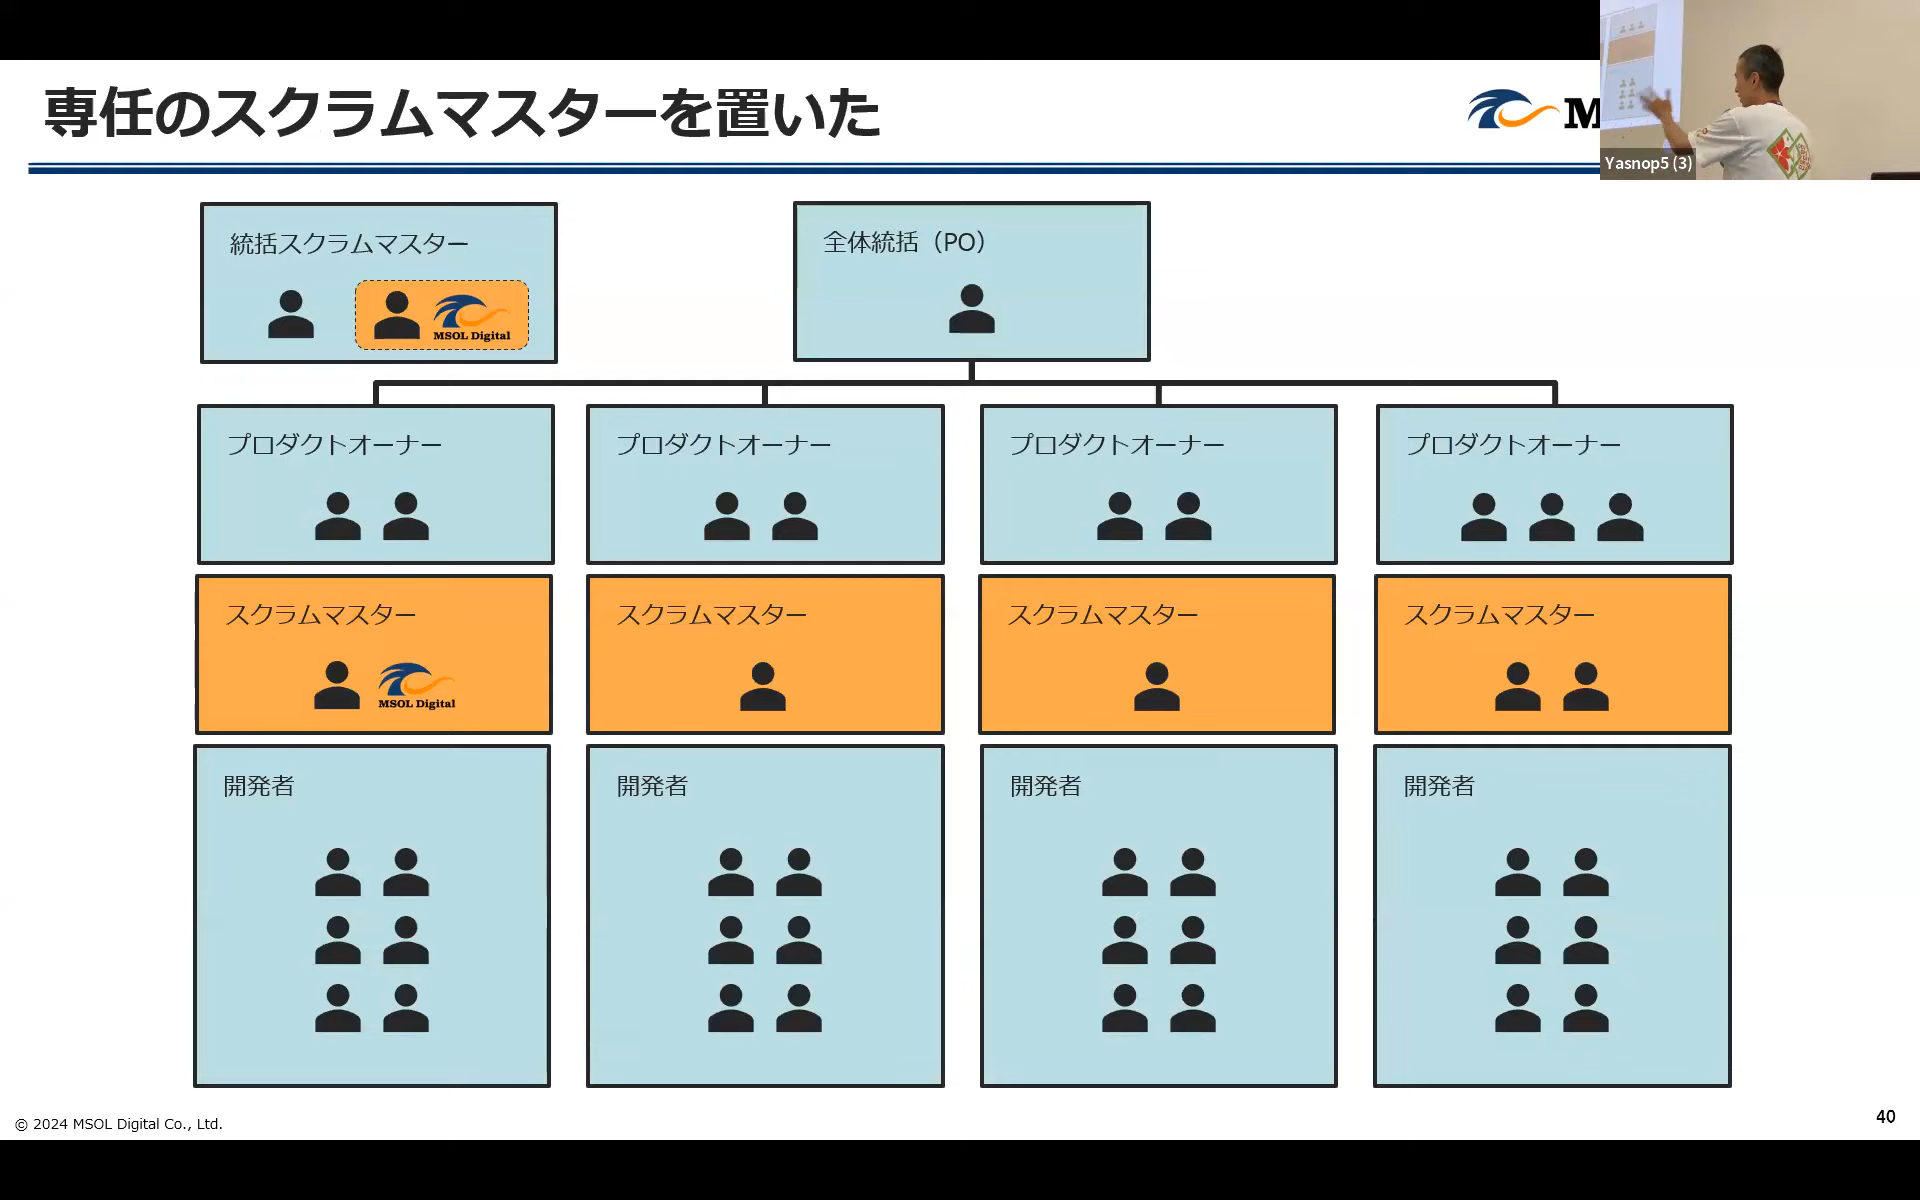 専任のスクラムマスターを置いた
M
Yasnop5 (3)
統括スクラムマスター
MSOL Digital
全体統括（PO）
プロダクトオーナー
プロダクトオーナー
プロダクトオーナー
プロダクトオーナー
スクラムマスター
MSOL Digital
スクラムマスター
スクラムマスター
スクラムマスター
開発者
開発者
開発者
開発者
© 2024 MSOL Digital Co., Ltd.
40